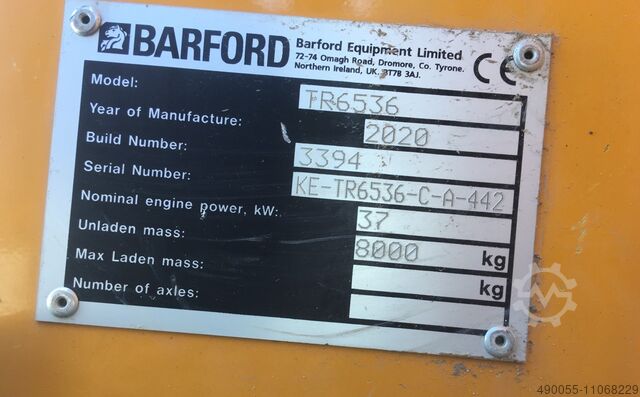 BARFORD
Barford Equipment Limited
72-74 Omagh Road, Dromore, Co. Tyrone.
Northern Ireland, UK. BT78 3AJ.
CE
Model: TR6536
Year of Manufacture: 2020
Build Number: 3394
Serial Number: KE-TR6536-C-A-442
Nominal engine power, kW: 37
Unladen mass: 8000 kg
Max Laden mass: kg
Number of axles:
490055-11068229